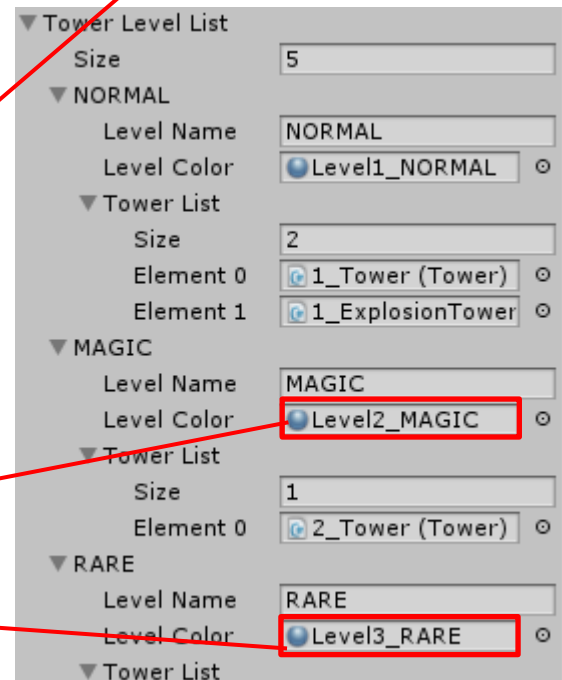 Tower Level List
Size 5
NORMAL
Level Name NORMAL
Level Color Level1_NORMAL
Tower List
Size 2
Element 0 1_Tower (Tower)
Element 1 1_ExplosionTower
MAGIC
Level Name MAGIC
Level Color Level2_MAGIC
Tower List
Size 1
Element 0 2_Tower (Tower)
RARE
Level Name RARE
Level Color Level3_RARE
Tower List